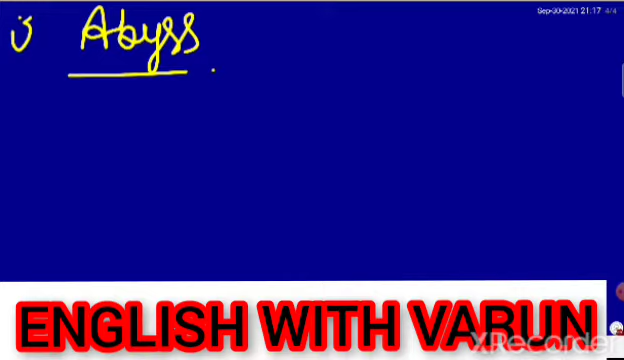 Sep-30-2021 21:17 4/4
i) Abyss
ENGLISH WITH VARUN
XRecorder